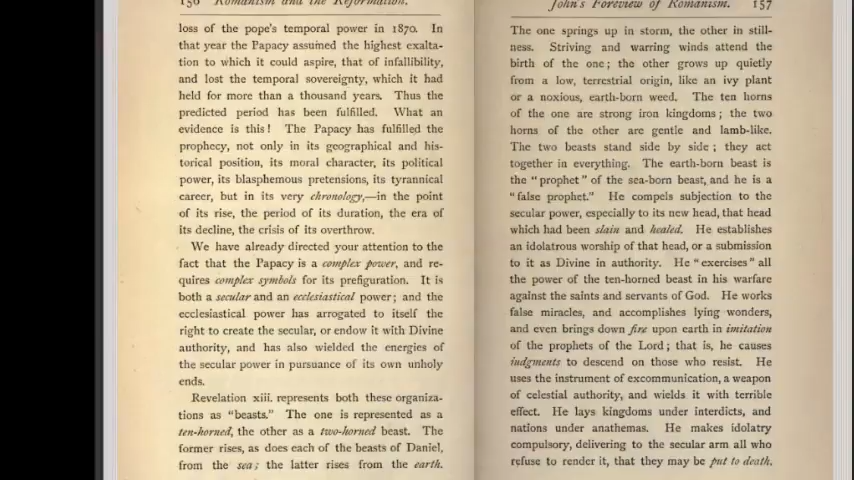 156 Romanism and the Reformation.
loss of the pope's temporal power in 1870. In
that year the Papacy assumed the highest exalta-
tion to which it could aspire, that of infallibility,
and lost the temporal sovereignty, which it had
held for more than a thousand years. Thus the
predicted period has been fulfilled. What an
evidence is this! The Papacy has fulfilled the
prophecy, not only in its geographical and his-
torical position, its moral character, its political
power, its blasphemous pretensions, its tyrannical
career, but in its very chronology,—in the point
of its rise, the period of its duration, the era of
its decline, the crisis of its overthrow.
We have already directed your attention to the
fact that the Papacy is a complex power, and re-
quires complex symbols for its prefiguration. It is
both a secular and an ecclesiastical power; and the
ecclesiastical power has arrogated to itself the
right to create the secular, or endow it with Divine
authority, and has also wielded the energies of
the secular power in pursuance of its own unholy
ends.
Revelation xiii. represents both these organiza-
tions as "beasts." The one is represented as a
ten-horned, the other as a two-horned beast. The
former rises, as does each of the beasts of Daniel,
from the sea; the latter rises from the earth.
John's Foreview of Romanism. 157
The one springs up in storm, the other in still-
ness. Striving and warring winds attend the
birth of the one; the other grows up quietly
from a low, terrestrial origin, like an ivy plant
or a noxious, earth-born weed. The ten horns
of the one are strong iron kingdoms; the two
horns of the other are gentle and lamb-like.
The two beasts stand side by side; they act
together in everything. The earth-born beast is
the "prophet" of the sea-born beast, and he is a
"false prophet." He compels subjection to the
secular power, especially to its new head, that head
which had been slain and healed. He establishes
an idolatrous worship of that head, or a submission
to it as Divine in authority. He "exercises" all
the power of the ten-horned beast in his warfare
against the saints and servants of God. He works
false miracles, and accomplishes lying wonders,
and even brings down fire upon earth in imitation
of the prophets of the Lord; that is, he causes
judgments to descend on those who resist. He
uses the instrument of excommunication, a weapon
of celestial authority, and wields it with terrible
effect. He lays kingdoms under interdicts, and
nations under anathemas. He makes idolatry
compulsory, delivering to the secular arm all who
refuse to render it, that they may be put to death.